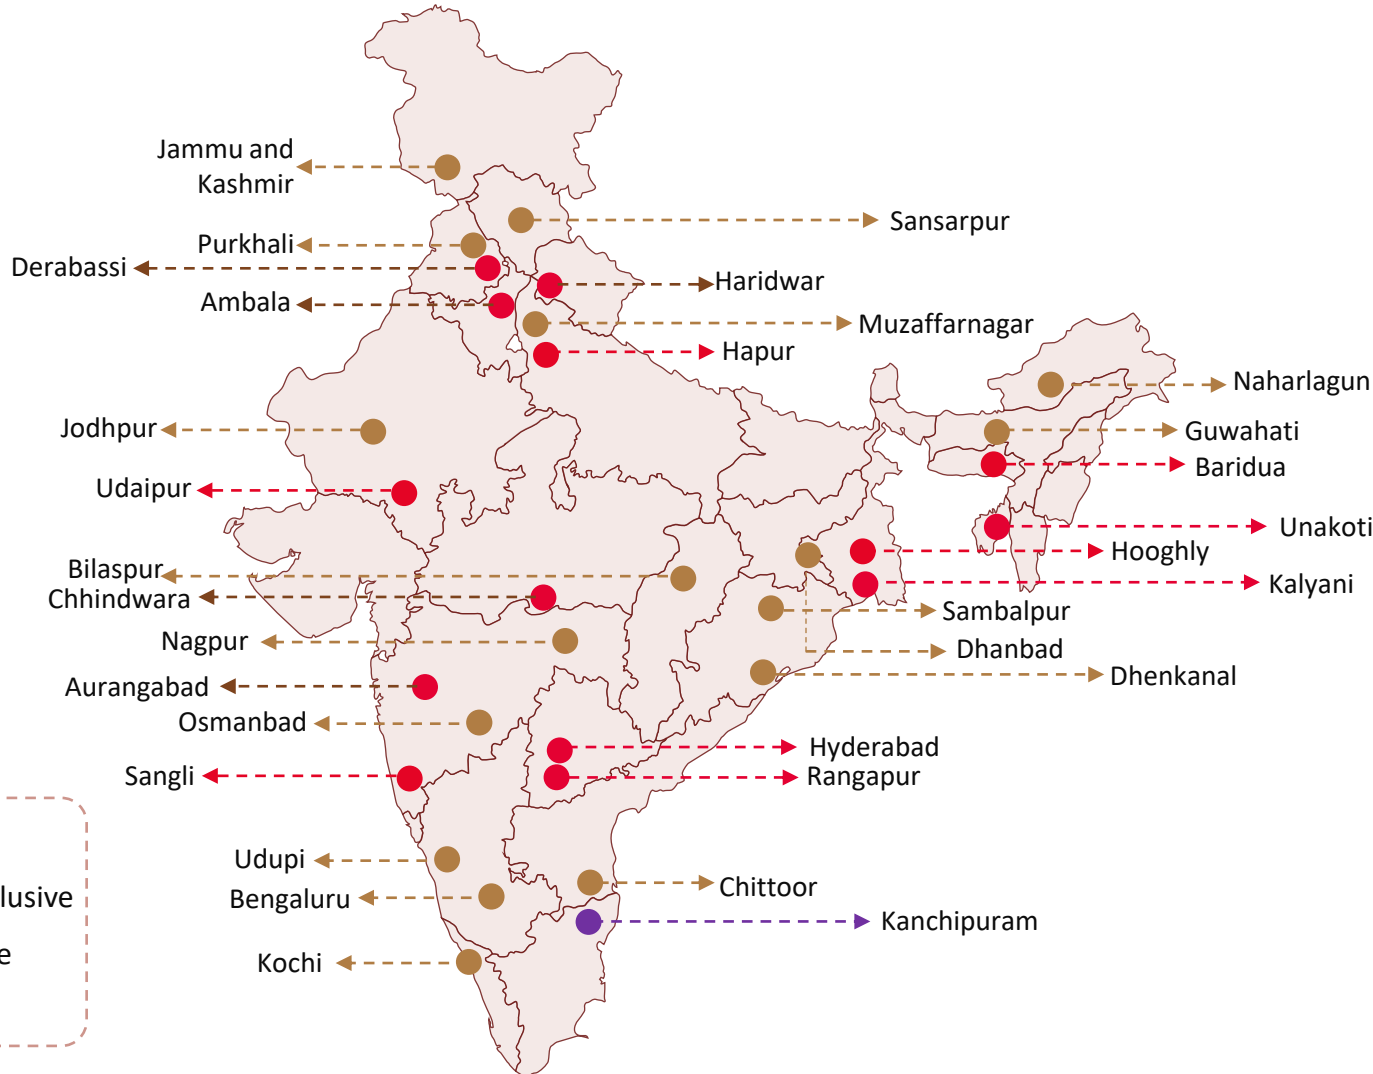 Jammu and
Kashmir
Sansarpur
Purkhali
Derabassi
Haridwar
Ambala
Muzaffarnagar
Hapur
Naharlagun
Jodhpur
Guwahati
Baridua
Udaipur
Unakoti
Hooghly
Bilaspur
Kalyani
Chhindwara
Sambalpur
Nagpur
Dhanbad
Dhenkanal
Aurangabad
Osmanbad
Hyderabad
Sangli
Rangapur
Udupi
Chittoor
Bengaluru
lusive
Kanchipuram
e
Kochi